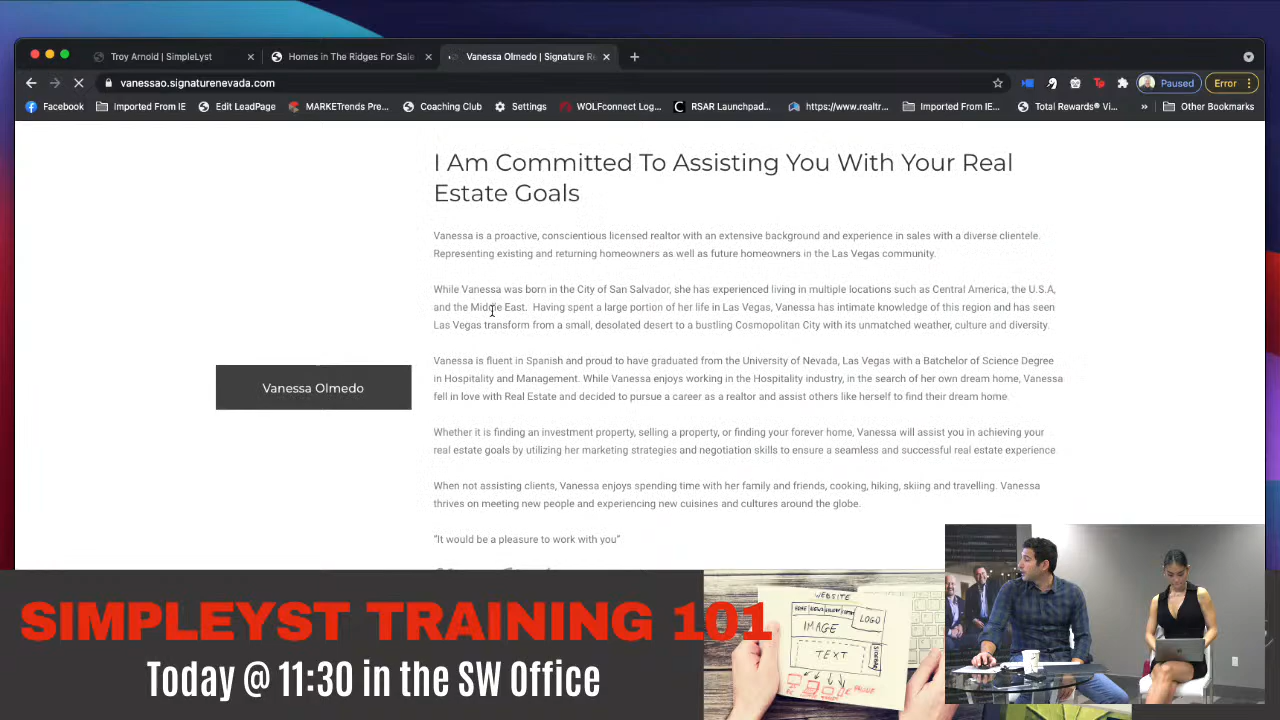 Troy Arnold | SimpleLyst
Homes in The Ridges For Sale
Vanessa Olmedo | Signature Re
vanessao.signaturenevada.com
Paused
Error
Facebook
Imported From IE
Edit LeadPage
MARKETrends Pre...
Coaching Club
Settings
WOLFconnect Log...
RSAR Launchpad...
https://www.realtr...
Imported From IE...
Total Rewards® Vi...
Other Bookmarks
I Am Committed To Assisting You With Your Real
Estate Goals
Vanessa is a proactive, conscientious licensed realtor with an extensive background and experience in sales with a diverse clientele.
Representing existing and returning homeowners as well as future homeowners in the Las Vegas community.
While Vanessa was born in the City of San Salvador, she has experienced living in multiple locations such as Central America, the U.S.A,
and the Middle East. Having spent a large portion of her life in Las Vegas, Vanessa has intimate knowledge of this region and has seen
Las Vegas transform from a small, desolated desert to a bustling Cosmopolitan City with its unmatched weather, culture and diversity.
Vanessa is fluent in Spanish and proud to have graduated from the University of Nevada, Las Vegas with a Batchelor of Science Degree
in Hospitality and Management. While Vanessa enjoys working in the Hospitality industry, in the search of her own dream home, Vanessa
fell in love with Real Estate and decided to pursue a career as a realtor and assist others like herself to find their dream home.
Whether it is finding an investment property, selling a property, or finding your forever home, Vanessa will assist you in achieving your
real estate goals by utilizing her marketing strategies and negotiation skills to ensure a seamless and successful real estate experience.
When not assisting clients, Vanessa enjoys spending time with her family and friends, cooking, hiking, skiing and travelling. Vanessa
thrives on meeting new people and experiencing new cuisines and cultures around the globe.
"It would be a pleasure to work with you"
Vanessa Olmedo
SIMPLEYST TRAINING 101
Today @ 11:30 in the SW Office
WEBSITE
LOGO
IMAGE
TEXT